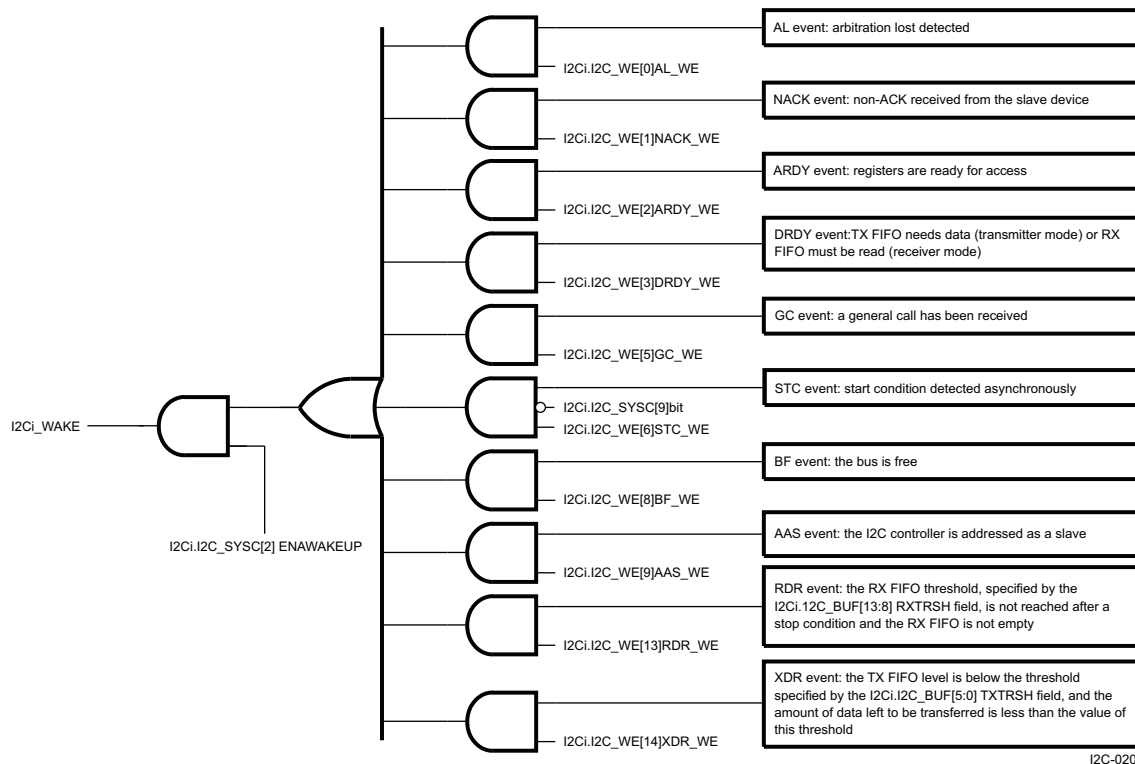 AL event: arbitration lost detected
I2Ci.I2C_WE[0]AL_WE
NACK event: non-ACK received from the slave device
I2Ci.I2C_WE[1]NACK_WE
ARDY event: registers are ready for access
I2Ci.I2C_WE[2]ARDY_WE
DRDY event:TX FIFO needs data (transmitter mode) or RX
FIFO must be read (receiver mode)
I2Ci.I2C_WE[3]DRDY_WE
GC event: a general call has been received
I2Ci.I2C_WE[5]GC_WE
STC event: start condition detected asynchronously
I2Ci.I2C_SYSC[9]bit
I2Ci.I2C_WE[6]STC_WE
I2Ci_WAKE
BF event: the bus is free
I2Ci.I2C_WE[8]BF_WE
AAS event: the I2C controller is addressed as a slave
I2Ci.I2C_SYSC[2] ENAWAKEUP
I2Ci.I2C_WE[9]AAS_WE
RDR event: the RX FIFO threshold, specified by the
I2Ci.12C_BUF[13:8] RXTRSH field, is not reached after a
stop condition and the RX FIFO is not empty
I2Ci.I2C_WE[13]RDR_WE
XDR event: the TX FIFO level is below the threshold
specified by the I2Ci.I2C_BUF[5:0] TXTRSH field, and the
amount of data left to be transferred is less than the value of
this threshold
I2Ci.I2C_WE[14]XDR_WE
I2C-020